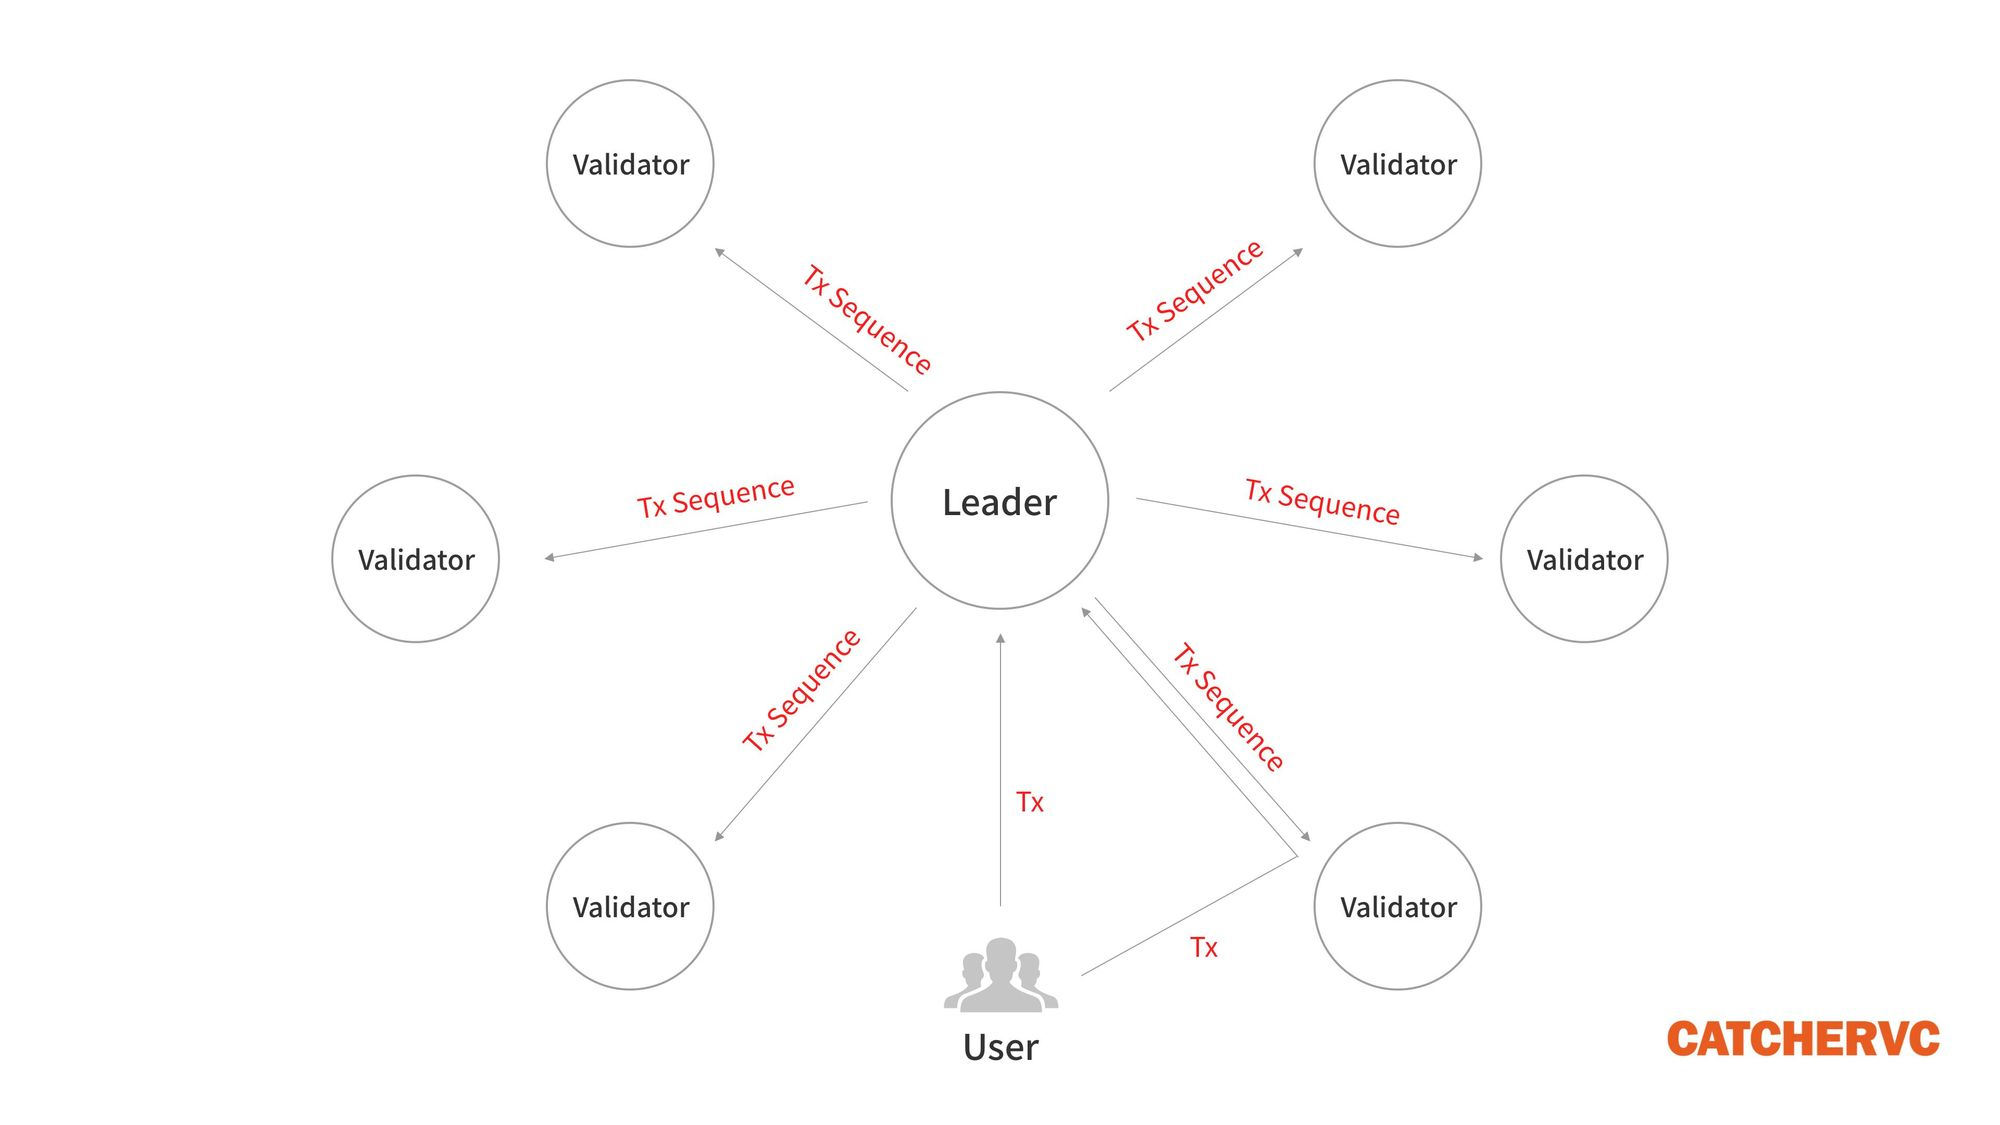 Validator
Validator
Tx Sequence
Tx Sequence
Leader
Tx Sequence
Tx Sequence
Validator
Validator
Tx Sequence
Tx Sequence
Tx
Validator
Validator
Tx
User
CATCHERVC